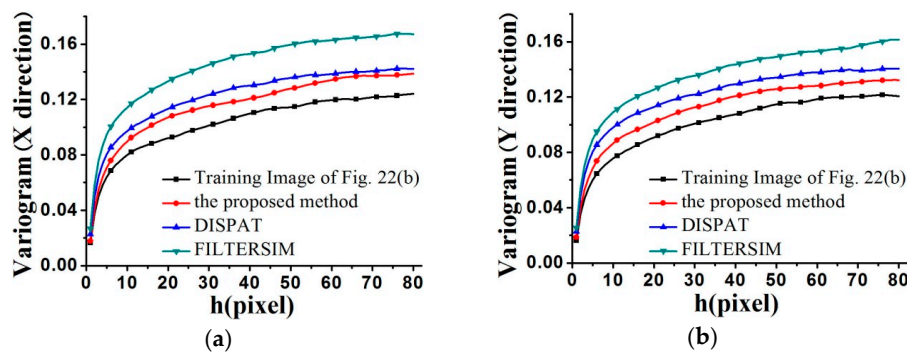 Variogram (X direction)
0.16
0.12
0.08
0.04
0.00
Training Image of Fig. 22(b)
the proposed method
DISPAT
FILTERSIM
0 10 20 30 40 50 60 70 80
h(pixel)
(a)
Variogram (Y direction)
0.16
0.12
0.08
0.04
0.00
Training Image of Fig. 22(b)
the proposed method
DISPAT
FILTERSIM
0 10 20 30 40 50 60 70 80
h(pixel)
(b)